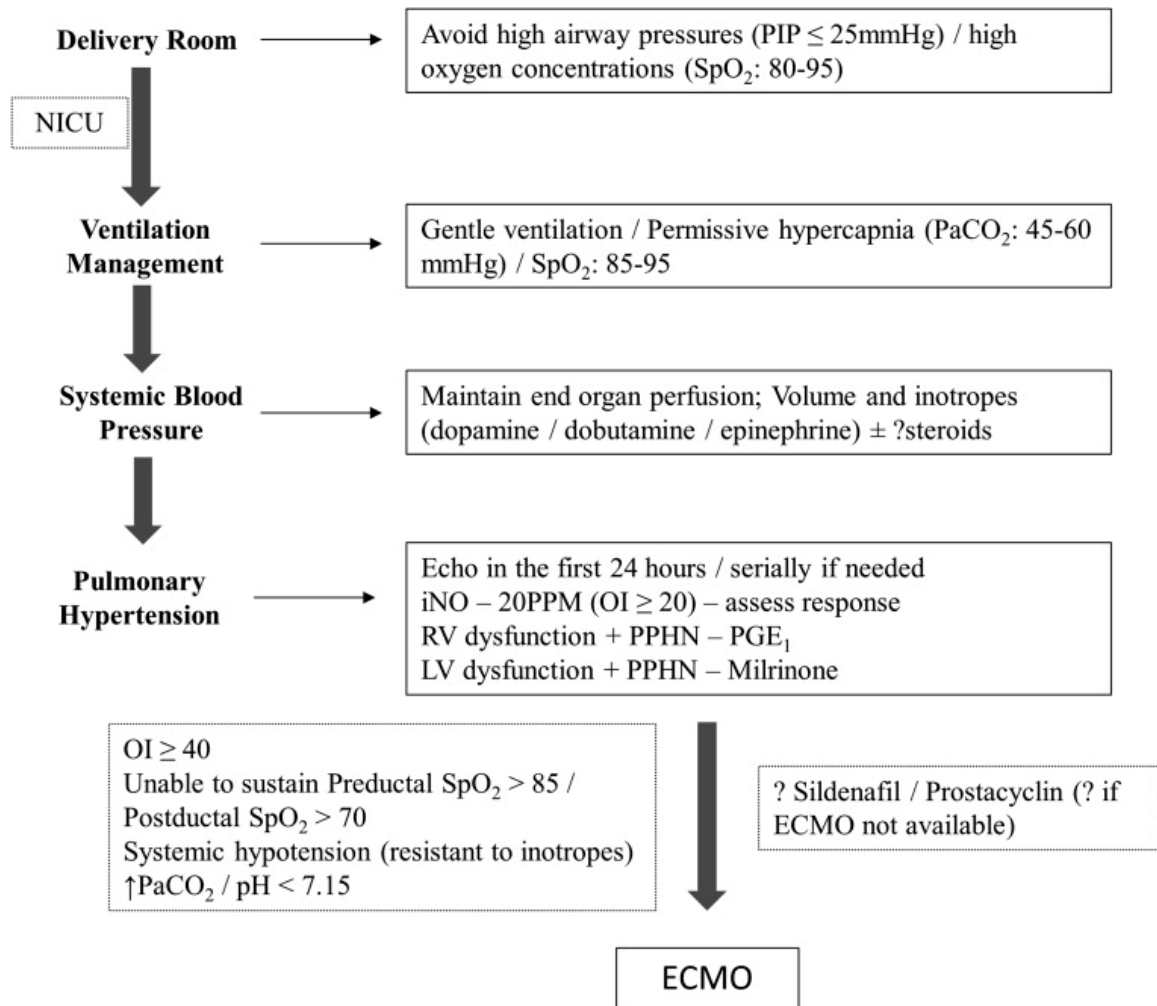 Delivery Room
Avoid high airway pressures (PIP ≤ 25mmHg) / high
oxygen concentrations (SpO₂: 80-95)
NICU
Ventilation
Management
Gentle ventilation / Permissive hypercapnia (PaCO₂: 45-60
mmHg) / SpO₂: 85-95
Systemic Blood
Pressure
Maintain end organ perfusion; Volume and inotropes
(dopamine / dobutamine / epinephrine) ± ?steroids
Pulmonary
Hypertension
Echo in the first 24 hours / serially if needed
iNO – 20PPM (OI ≥ 20) – assess response
RV dysfunction + PPHN – PGE₁
LV dysfunction + PPHN – Milrinone
OI ≥ 40
Unable to sustain Preductal SpO₂ > 85 /
Postductal SpO₂ > 70
Systemic hypotension (resistant to inotropes)
↑PaCO₂ / pH < 7.15
? Sildenafil / Prostacyclin (? if
ECMO not available)
ECMO